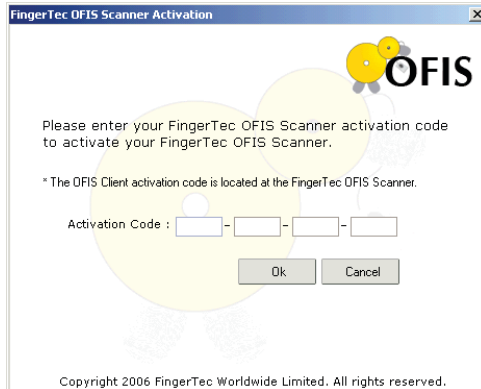 FingerTec OFIS Scanner Activation
OFIS
Please enter your FingerTec OFIS Scanner activation code
to activate your FingerTec OFIS Scanner.
* The OFIS Client activation code is located at the FingerTec OFIS Scanner.
Activation Code : - - -
Ok Cancel
Copyright 2006 FingerTec Worldwide Limited. All rights reserved.